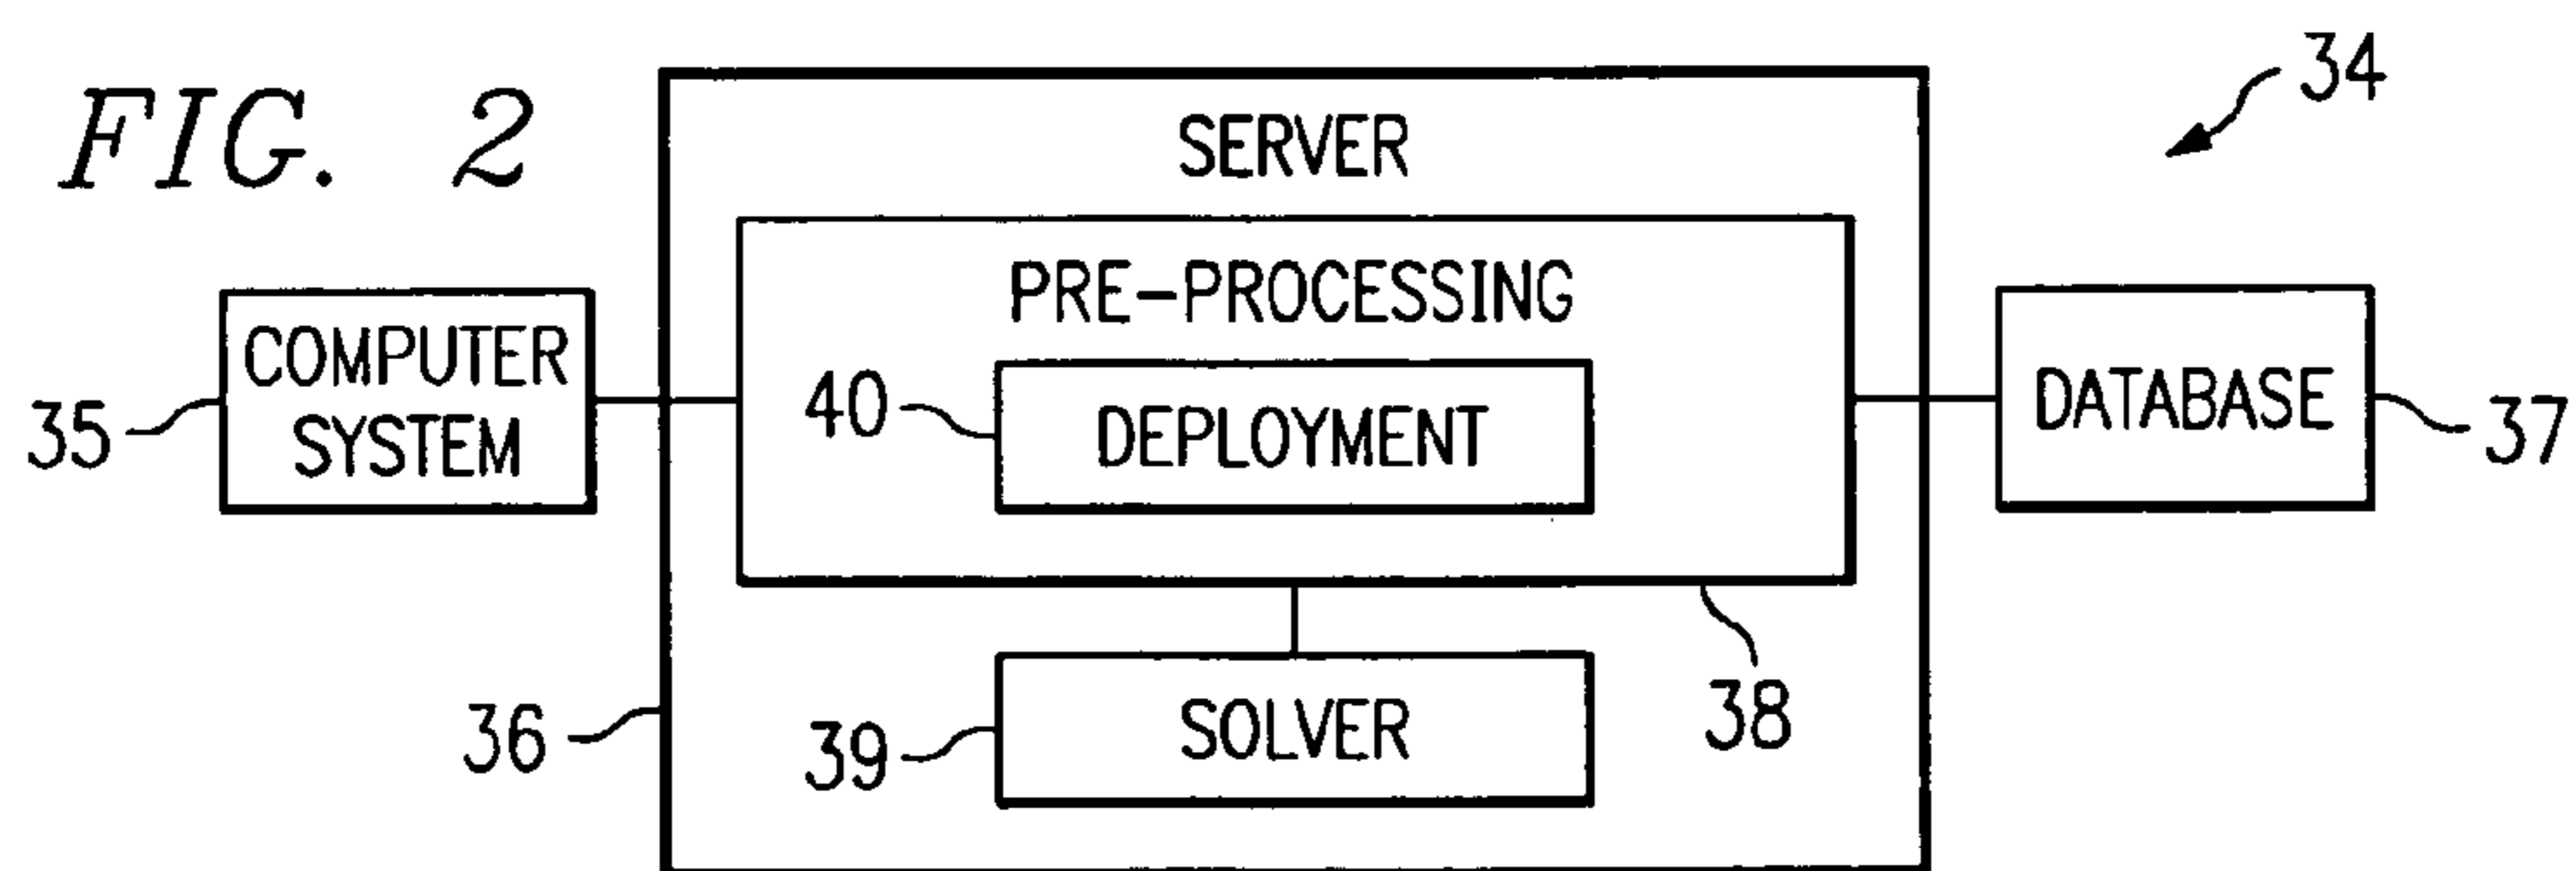 FIG. 2
34
SERVER
PRE-PROCESSING
COMPUTER
SYSTEM
35
40
DEPLOYMENT
DATABASE
37
36
39
SOLVER
38